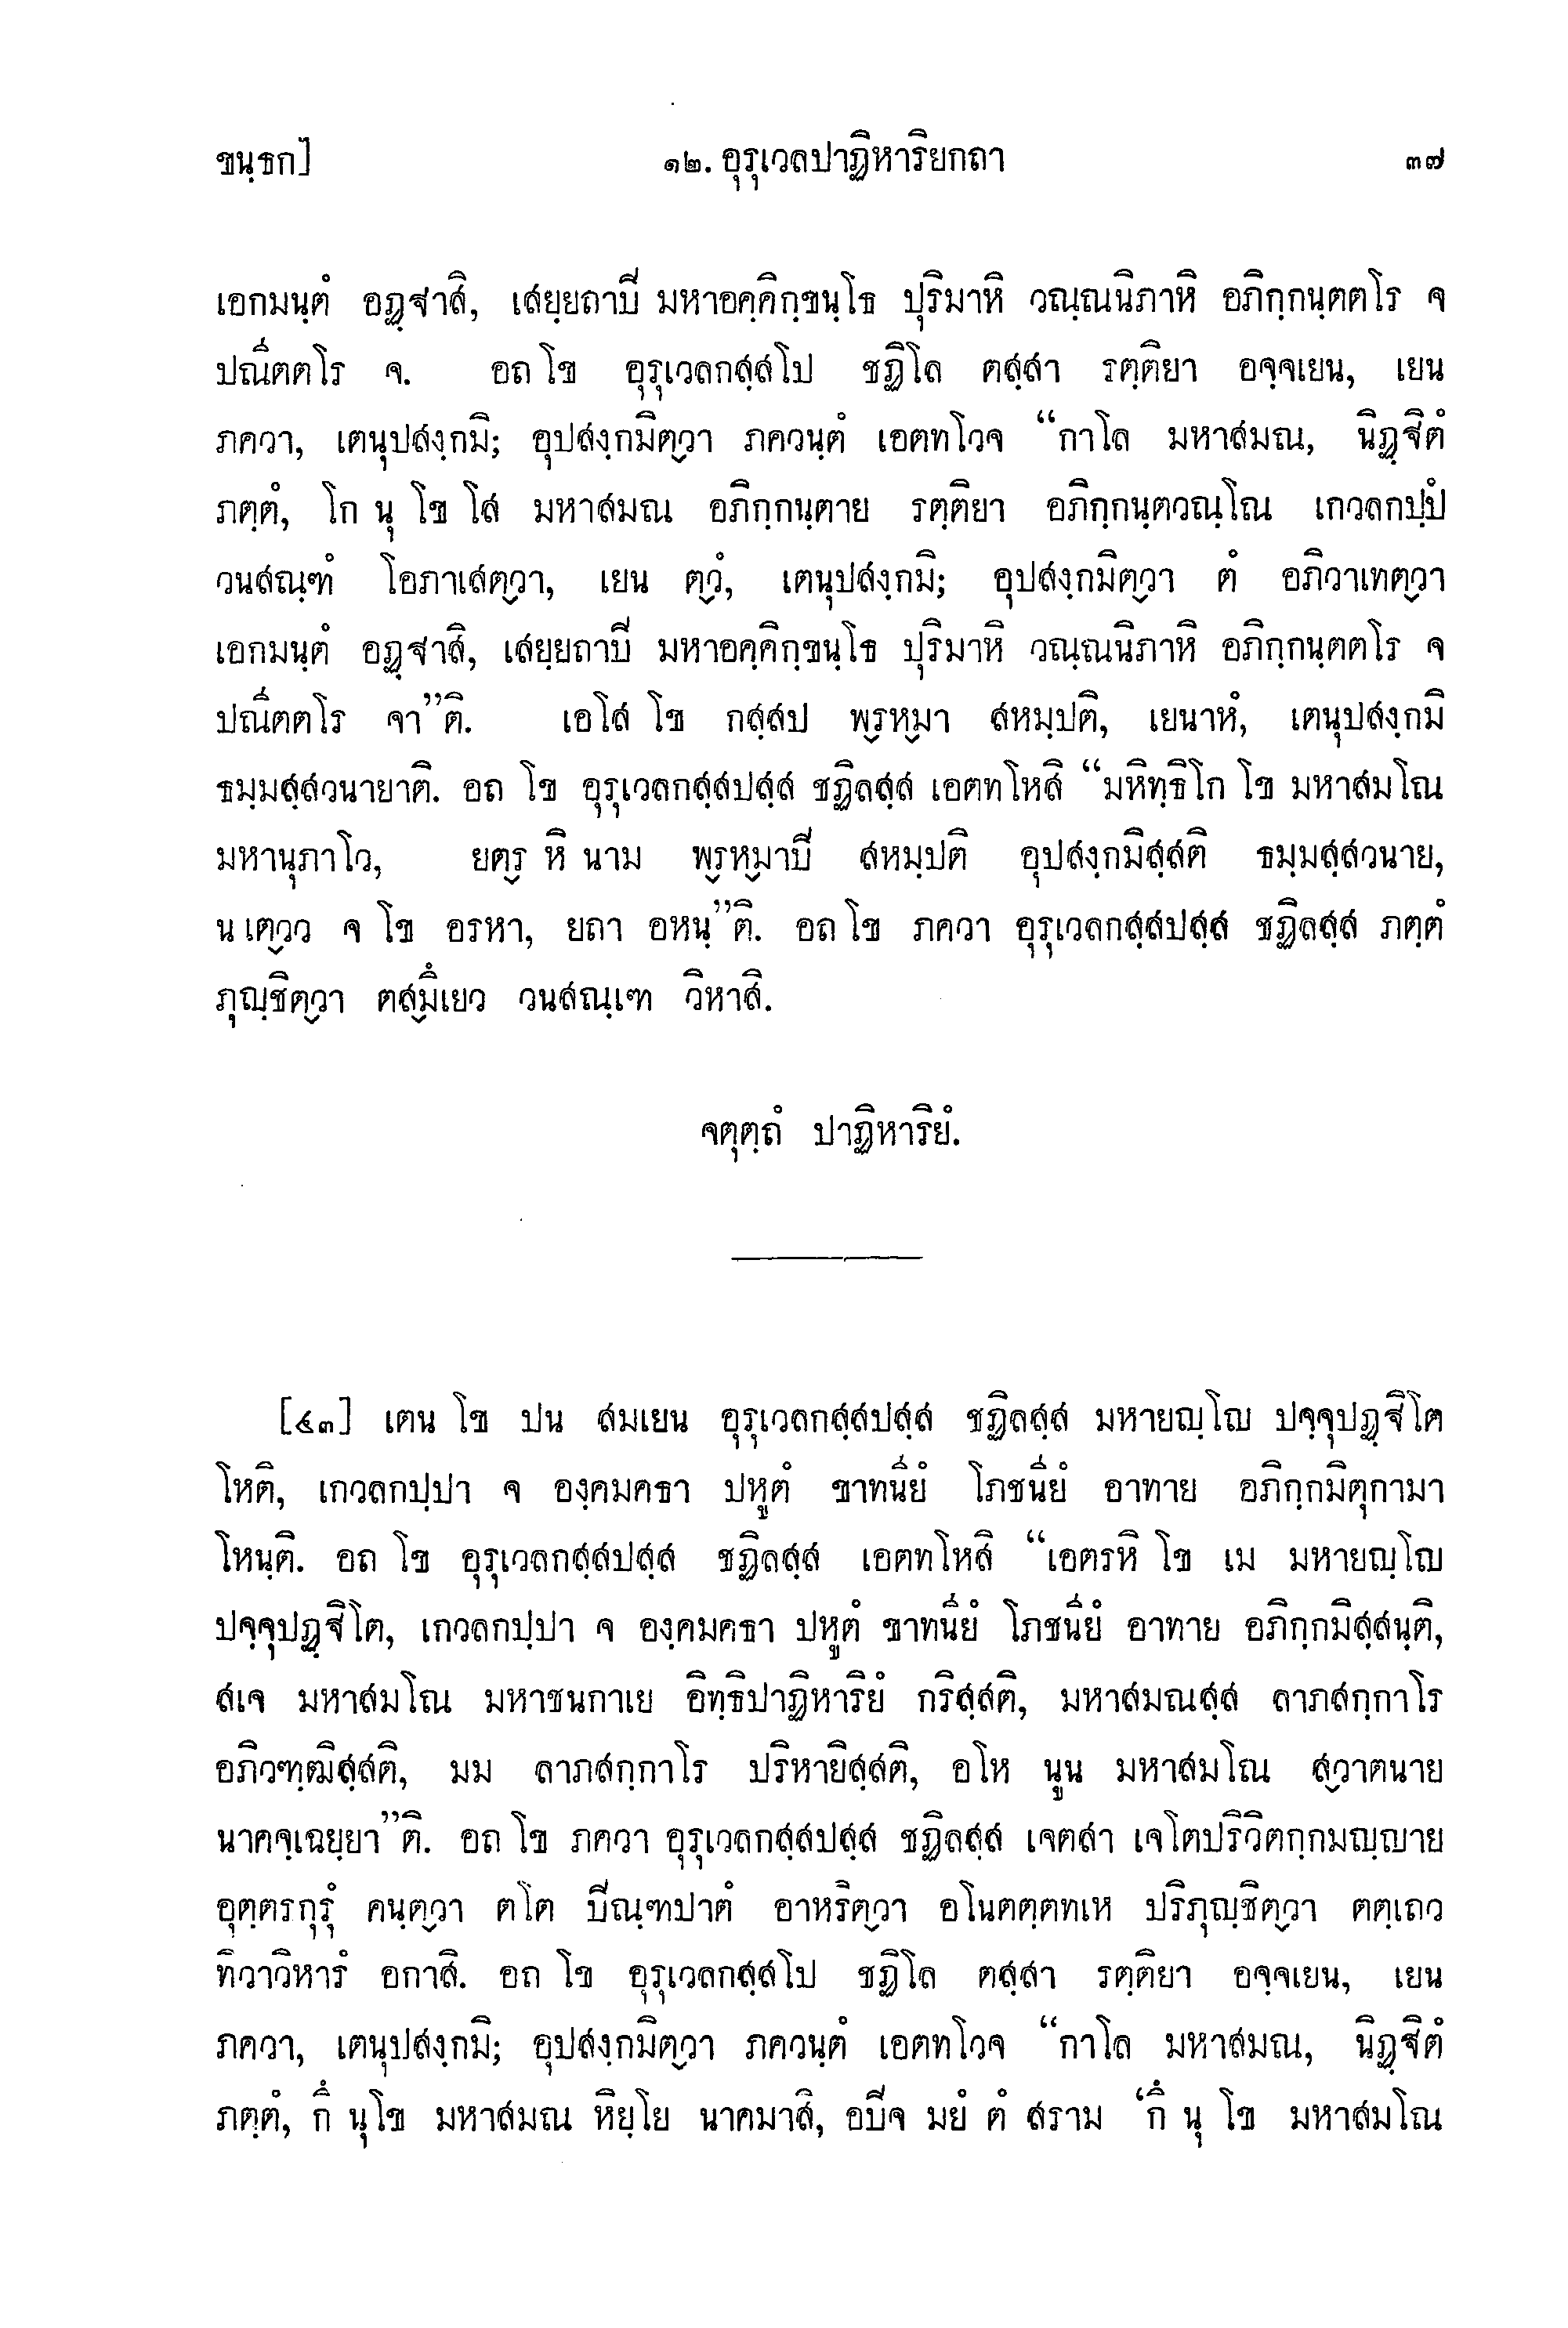 ขนฺธก]
๑๒. อุรุเวลปาฏิหาริยกถา
๓๗
เอกมนฺตํ อฏฺฐาสิ, เสยฺยถาปิ มหาอคฺคิกฺขนฺโธ ปุริมาหิ วณฺณนิภาหิ อภิกฺกนฺตตโร จ
ปณีตตโร จ. อถ โข อุรุเวลกสฺสโป ชฏิโล ตสฺสา รตฺติยา อจฺจเยน, เยน
ภควา, เตนุปสงฺกมิ; อุปสงฺกมิต๎วา ภควนฺตํ เอตทโวจ “กาโล มหาสมณ, นิฏฺฐิตํ
ภตฺตํ, โก นุ โข โส มหาสมณ อภิกฺกนฺตาย รตฺติยา อภิกฺกนฺตวณฺโณ เกวลกปฺปํ
วนสณฺฑํ โอภาเสต๎วา, เยน ต๎วํ, เตนุปสงฺกมิ; อุปสงฺกมิต๎วา ตํ อภิวาเทต๎วา
เอกมนฺตํ อฏฺฐาสิ, เสยฺยถาปิ มหาอคฺคิกฺขนฺโธ ปุริมาหิ วณฺณนิภาหิ อภิกฺกนฺตตโร จ
ปณีตตโร จา”ติ. เอโส โข กสฺสป พ๎รห๎มา สหมฺปติ, เยนาหํ, เตนุปสงฺกมิ
ธมฺมสฺสวนายาติ. อถ โข อุรุเวลกสฺสปสฺส ชฏิลสฺส เอตทโหสิ “มหิทฺธิโก โข มหาสมโณ
มหานุภาโว, ยต๎ร หิ นาม พ๎รห๎มาปิ สหมฺปติ อุปสงฺกมิสฺสติ ธมฺมสฺสวนาย,
น เต๎วว จ โข อรหา, ยถา อหนฺ”ติ. อถ โข ภควา อุรุเวลกสฺสปสฺส ชฏิลสฺส ภตฺตํ
ภุญฺชิต๎วา ตส๎มึเยว วนสณฺเฑ วิหาสิ.
จตุตฺถํ ปาฏิหาริยํ.
[๔๓] เตน โข ปน สมเยน อุรุเวลกสฺสปสฺส ชฏิลสฺส มหายญฺโญ ปจฺจุปฏฺฐิโต
โหติ, เกวลกปฺปา จ องฺคมคธา ปหูตํ ขาทนียํ โภชนียํ อาทาย อภิกฺกมิตุกามา
โหนฺติ. อถ โข อุรุเวลกสฺสปสฺส ชฏิลสฺส เอตทโหสิ “เอตรหิ โข เม มหายญฺโญ
ปจฺจุปฏฺฐิโต, เกวลกปฺปา จ องฺคมคธา ปหูตํ ขาทนียํ โภชนียํ อาทาย อภิกฺกมิสฺสนฺติ,
สเจ มหาสมโณ มหาชนกาเย อิทฺธิปาฏิหาริยํ กริสฺสติ, มหาสมณสฺส ลาภสกฺกาโร
อภิวฑฺฒิสฺสติ, มม ลาภสกฺกาโร ปริหายิสฺสติ, อโห นูน มหาสมโณ ส๎วาตนาย
นาคจฺเฉยฺยา”ติ. อถ โข ภควา อุรุเวลกสฺสปสฺส ชฏิลสฺส เจตสา เจโตปริวิตกฺกมญฺญาย
อุตฺตรกุรุํ คนฺต๎วา ตโต ปิณฺฑปาตํ อาหริต๎วา อโนตตฺตทเห ปริภุญฺชิต๎วา ตตฺเถว
ทิวาวิหารํ อกาสิ. อถ โข อุรุเวลกสฺสโป ชฏิโล ตสฺสา รตฺติยา อจฺจเยน, เยน
ภควา, เตนุปสงฺกมิ; อุปสงฺกมิต๎วา ภควนฺตํ เอตทโวจ “กาโล มหาสมณ, นิฏฺฐิตํ
ภตฺตํ, กึ นุโข มหาสมณ หิยฺโย นาคมาสิ, อปิจ มยํ ตํ สราม ‘กึ นุ โข มหาสมโณ